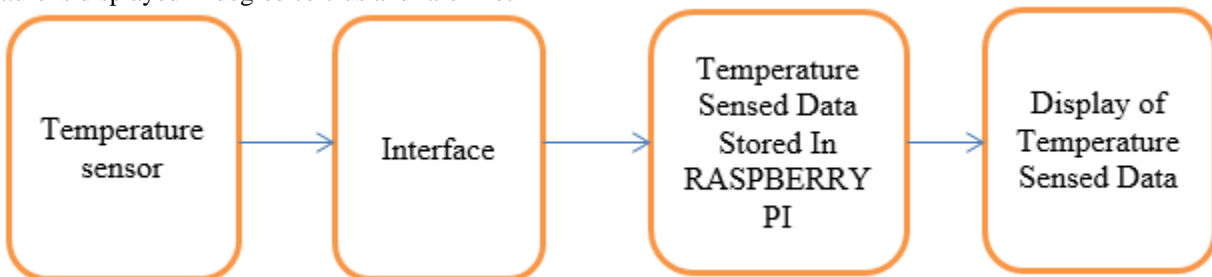 Temperature
sensor
Interface
Temperature
Sensed Data
Stored In
RASPBERRY
PI
Display of
Temperature
Sensed Data